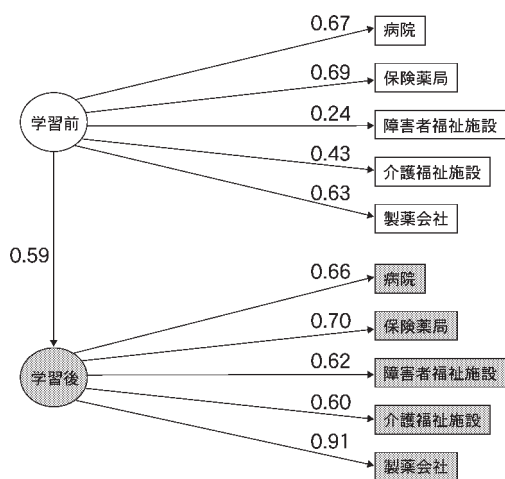 0.67
病院
0.69
保険薬局
学習前
0.24
障害者福祉施設
0.43
介護福祉施設
0.63
製薬会社
0.59
0.66
病院
0.70
保険薬局
学習後
0.62
障害者福祉施設
0.60
介護福祉施設
0.91
製薬会社